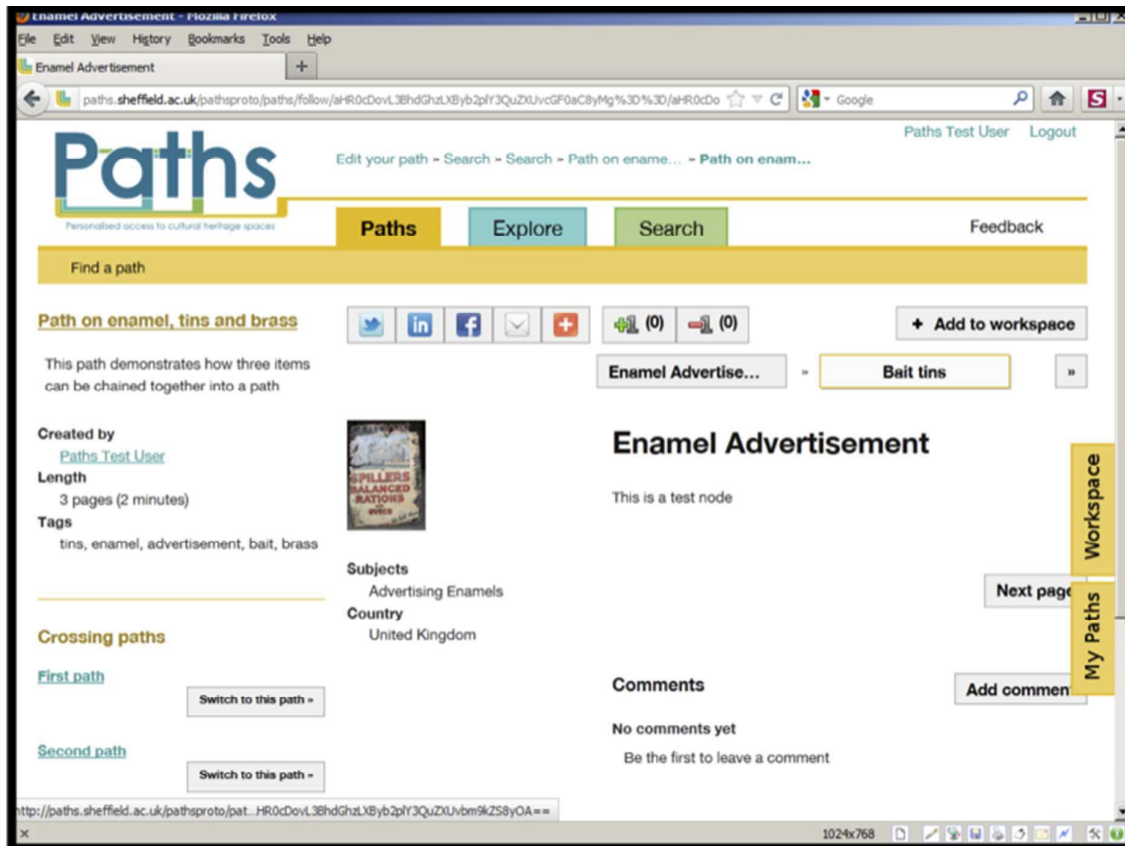 Enamel Advertisement - Mozilla Firefox
File Edit View History Bookmarks Tools Help
Enamel Advertisement +
paths.sheffield.ac.uk/pathsproto/paths/follow/ Google S
Paths Test User Logout
Paths
Personalised access to cultural heritage spaces
Edit your path » Search » Search » Path on ename... » Path on enam...
Paths Explore Search Feedback
Find a path
Path on enamel, tins and brass
This path demonstrates how three items
can be chained together into a path
Created by
Paths Test User
Length
3 pages (2 minutes)
Tags
tins, enamel, advertisement, bait, brass
Crossing paths
First path
Switch to this path »
Second path
Switch to this path »
in f +1 (0) -1 (0) + Add to workspace
Enamel Advertise... » Bait tins »
SPILLERS
BALANCED
RATIONS
Subjects
Advertising Enamels
Country
United Kingdom
Enamel Advertisement
This is a test node
Next page
Comments Add comment
No comments yet
Be the first to leave a comment
Workspace
My Paths
http://paths.sheffield.ac.uk/pathsproto/pat...
1024x768